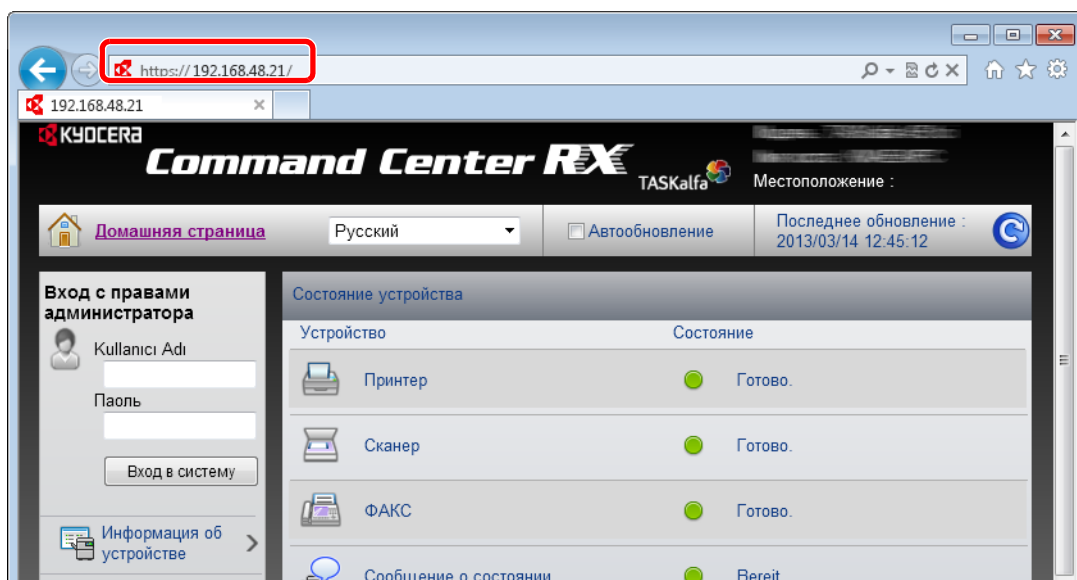 https://192.168.48.21/
192.168.48.21
KYOCERA
Command Center RX
TASKalfa
Местоположение :
Домашняя страница
Русский
Автообновление
Последнее обновление :
2013/03/14 12:45:12
Вход с правами
администратора
Kullanıcı Adı
Паоль
Вход в систему
Информация об
устройстве
Состояние устройства
Устройство Состояние
Принтер Готово.
Сканер Готово.
ФАКС Готово.
Сообщение о состоянии Bereit